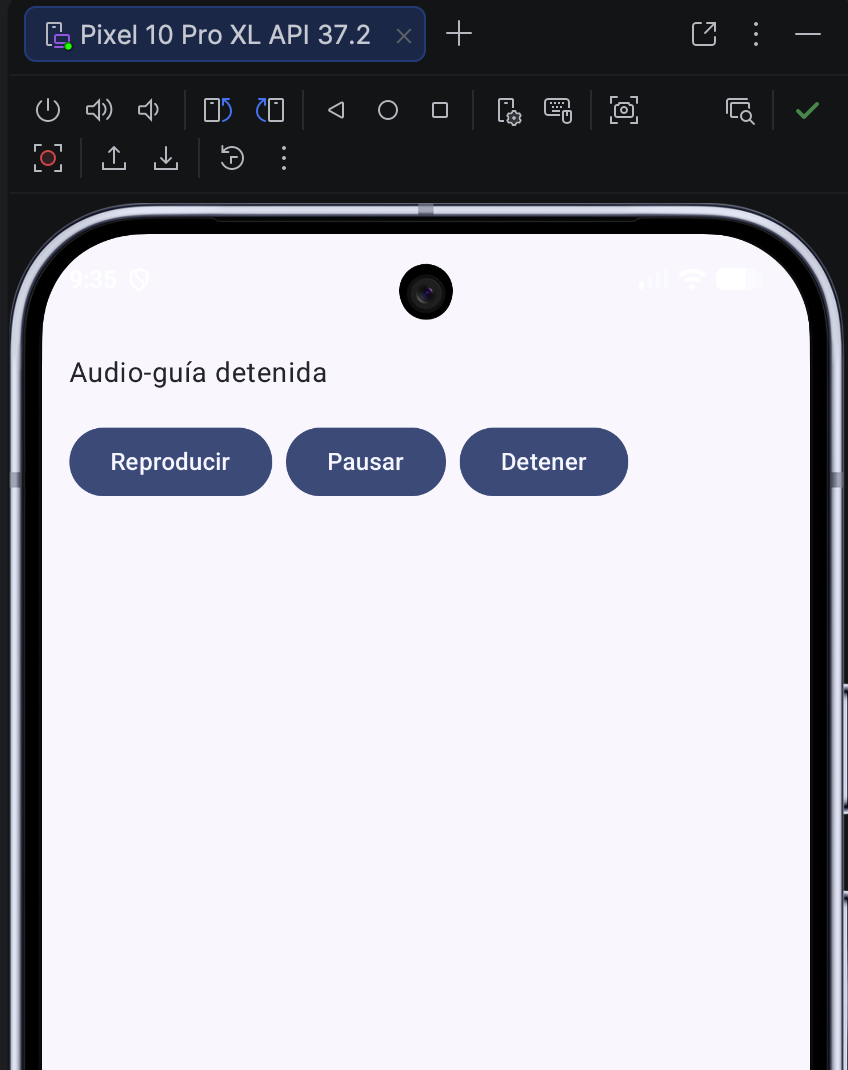 Pixel 10 Pro XL API 37.2
9:35
Audio-guía detenida
Reproducir Pausar Detener